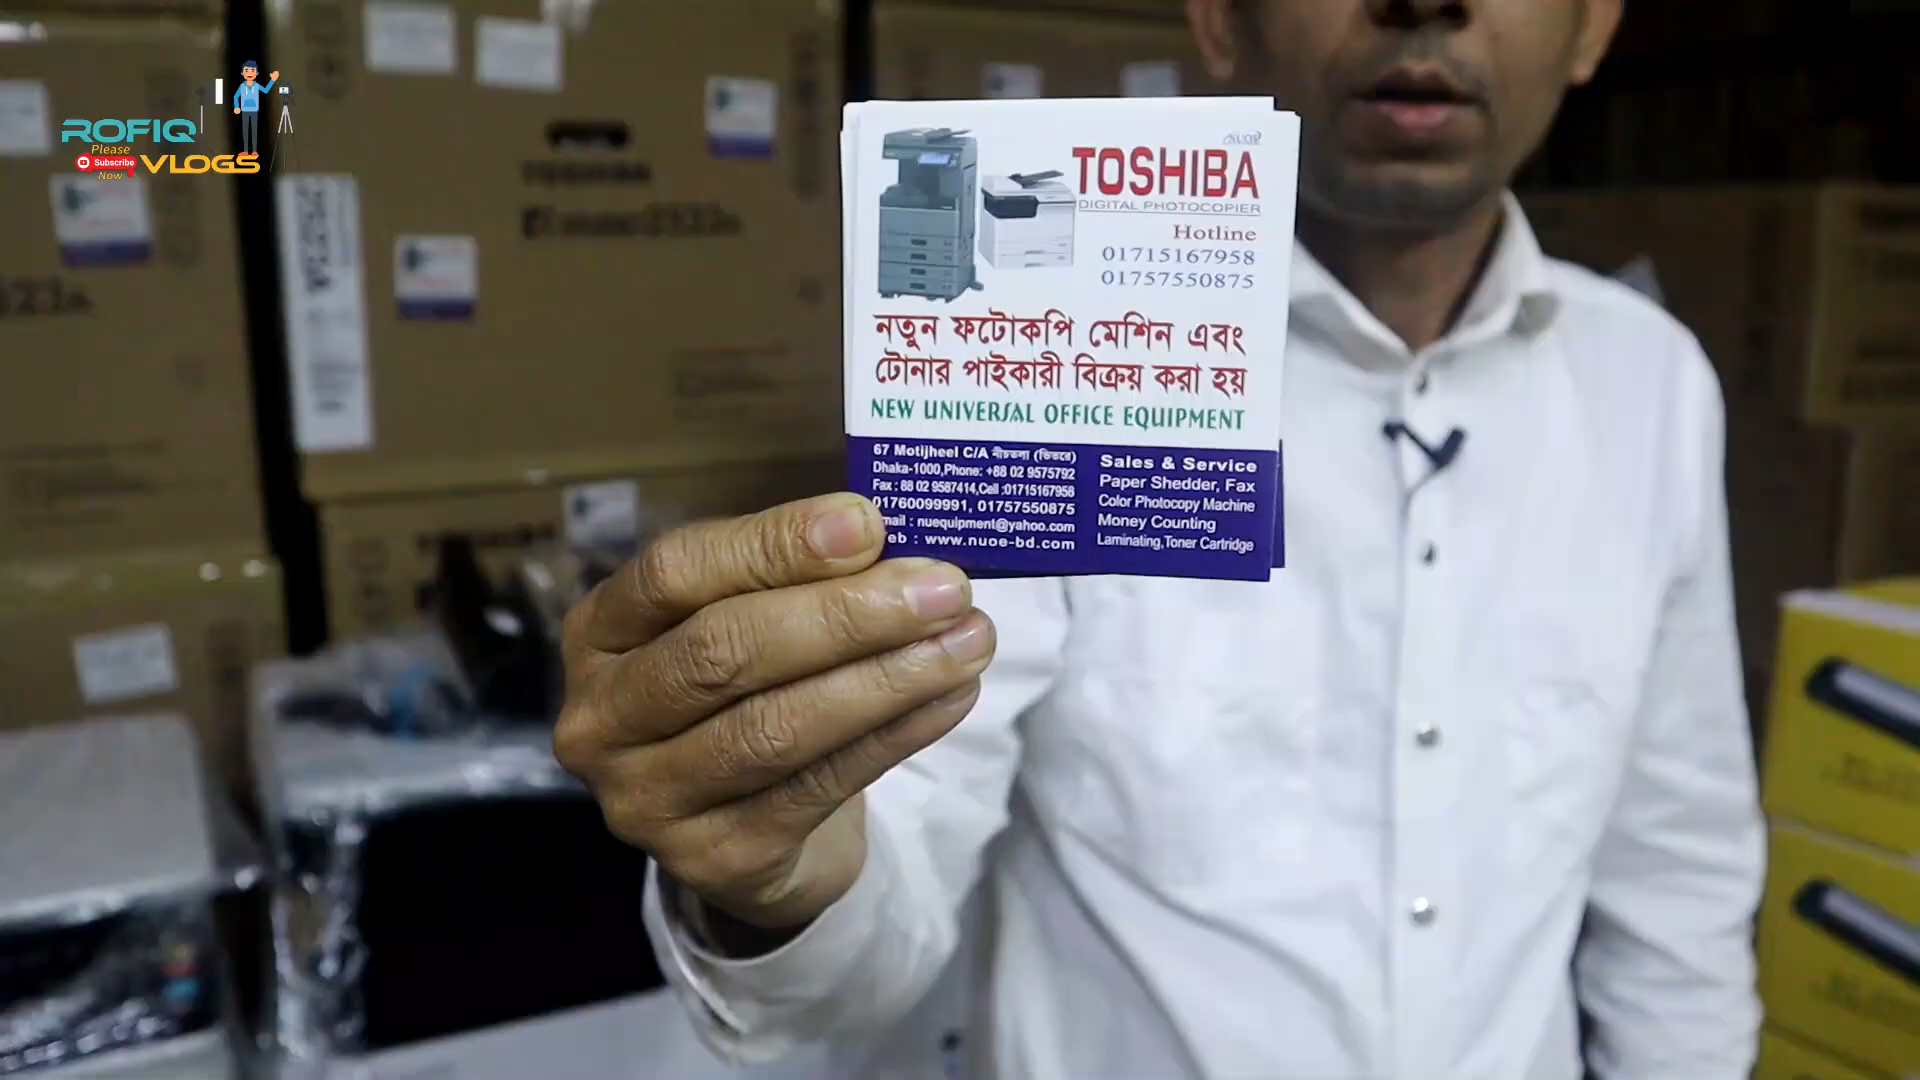 ROFIQ
Please
Subscribe
VLOGS
Now
TOSHIBA
NUOE
TOSHIBA
DIGITAL PHOTOCOPIER
Hotline
01715167958
01757550875
নতুন ফটোকপি মেশিন এবং
টোনার পাইকারী বিক্রয় করা হয়
NEW UNIVERSAL OFFICE EQUIPMENT
67 Motijheel C/A নীচতলা (ভিতরে)
Dhaka-1000,Phone: +88 02 9575792
Fax : 88 02 9587414,Cell :01715167958
01760099991, 01757550875
mail : nuequipment@yahoo.com
eb : www.nuoe-bd.com
Sales & Service
Paper Shedder, Fax
Color Photocopy Machine
Money Counting
Laminating,Toner Cartridge